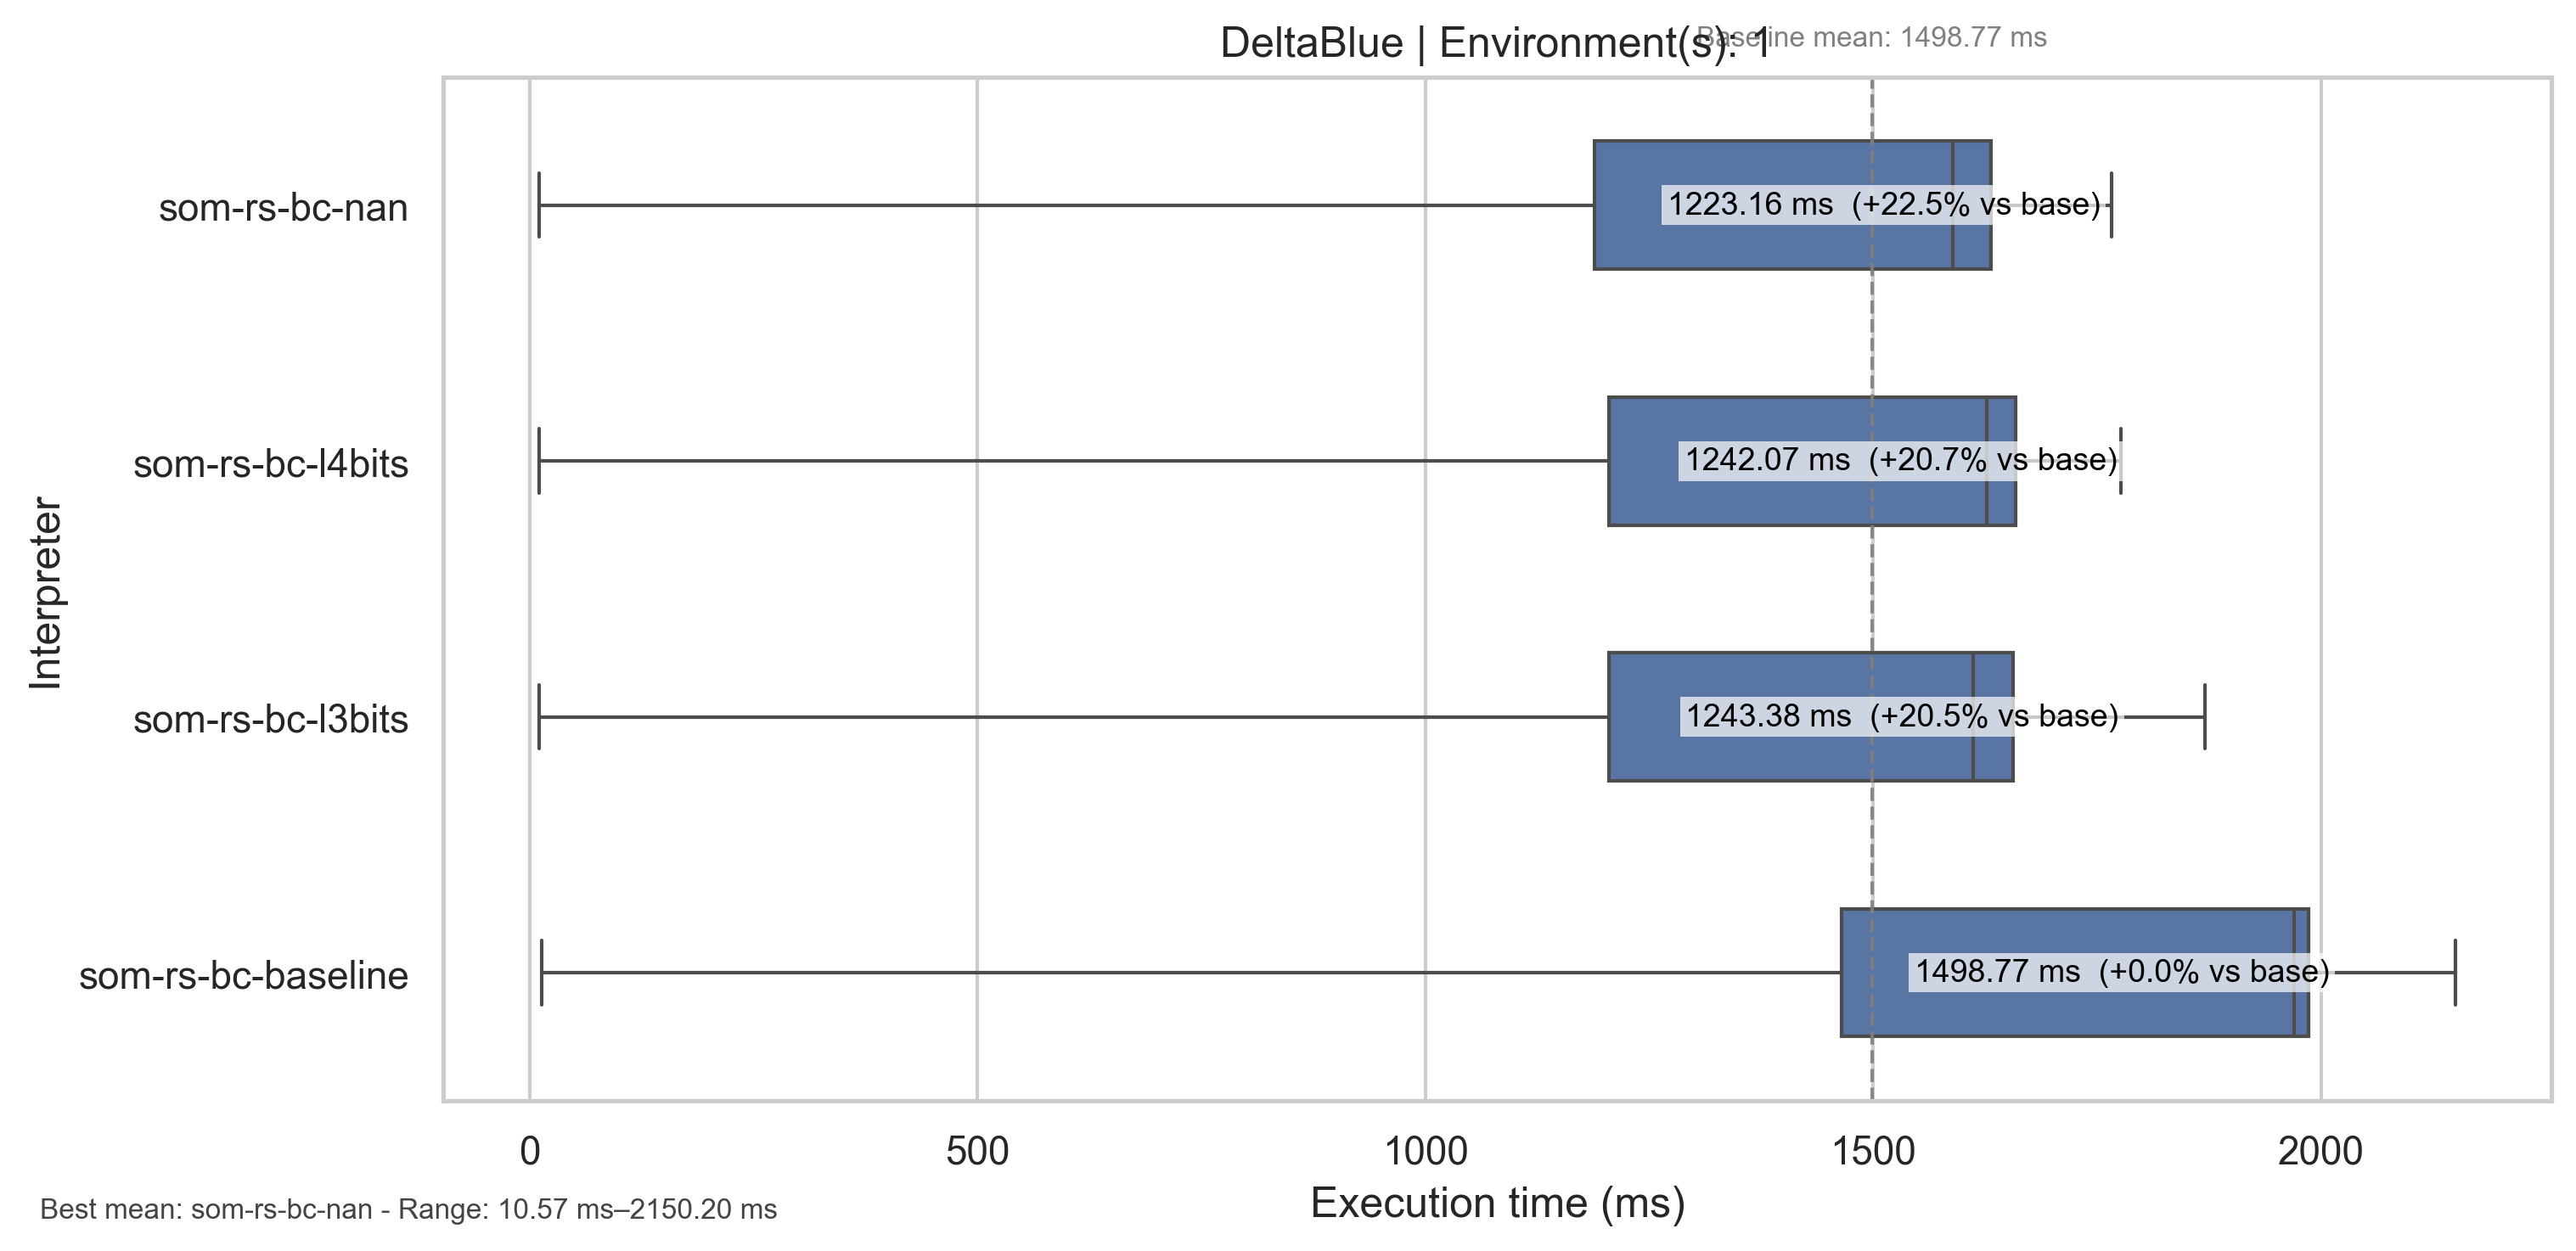 DeltaBlue | Environment(s): 1
Baseline mean: 1498.77 ms
Interpreter
som-rs-bc-nan
1223.16 ms (+22.5% vs base)
som-rs-bc-l4bits
1242.07 ms (+20.7% vs base)
som-rs-bc-l3bits
1243.38 ms (+20.5% vs base)
som-rs-bc-baseline
1498.77 ms (+0.0% vs base)
0 500 1000 1500 2000
Execution time (ms)
Best mean: som-rs-bc-nan - Range: 10.57 ms–2150.20 ms